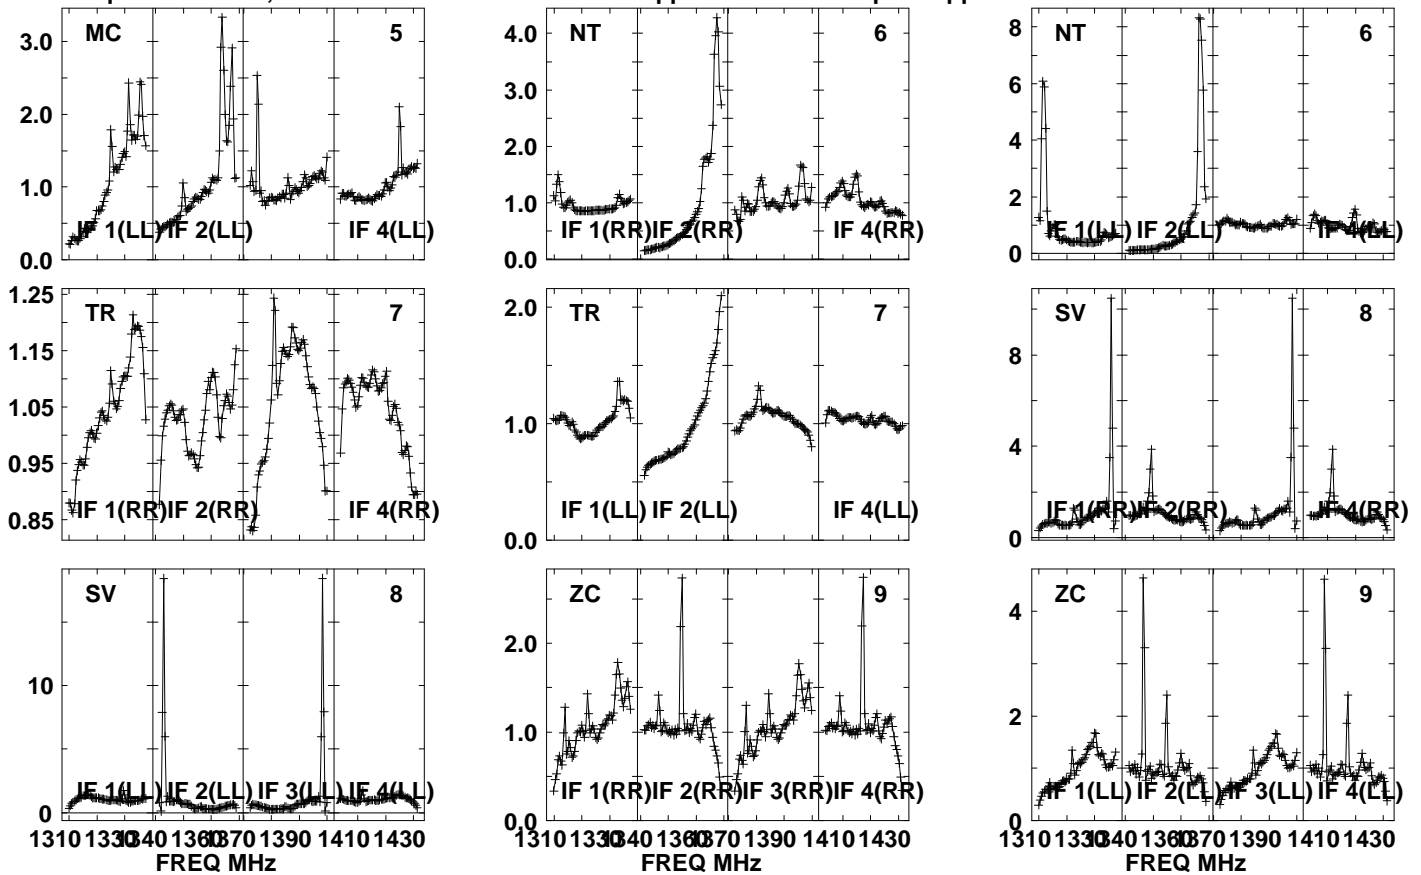 MC 5
3.0
2.0
1.0
0.0
IF 1(LL) IF 2(LL) IF 4(LL)
NT 6
4.0
3.0
2.0
1.0
0.0
IF 1(RR) IF 2(RR) IF 4(RR)
NT 6
8
6
4
2
0
IF 1(LL) IF 2(LL) IF 4(LL)
TR 7
1.25
1.15
1.05
0.95
0.85
IF 1(RR) IF 2(RR) IF 4(RR)
TR 7
2.0
1.0
0.0
IF 1(LL) IF 2(LL) IF 4(LL)
SV 8
8
4
0
IF 1(RR) IF 2(RR) IF 4(RR)
SV 8
10
0
IF 1(LL) IF 2(LL) IF 3(LL) IF 4(LL)
1310 1330 1340 1370 1390 1410 1430
FREQ MHz
ZC 9
2.0
1.0
0.0
IF 1(RR) IF 2(RR) IF 3(RR) IF 4(RR)
1310 1330 1340 1370 1390 1410 1430
FREQ MHz
ZC 9
4
2
0
IF 1(LL) IF 2(LL) IF 3(LL) IF 4(LL)
1310 1330 1340 1370 1390 1410 1430
FREQ MHz